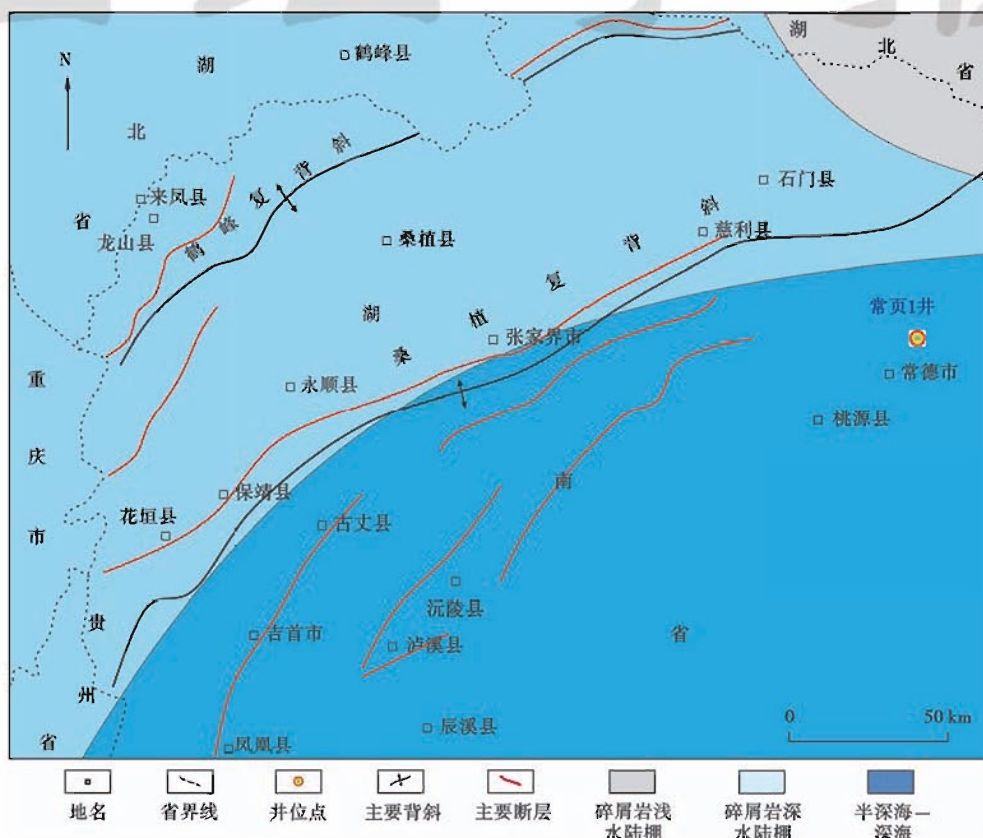 湖 北 省
N
湖 北 省
鹤峰县
来凤县
龙山县
鹤 峰 复 背 斜
石门县
慈利县
桑植县
桑 植 复 背 斜
湖
常页1井
张家界市
常德市
永顺县
桃源县
重 庆 市
南
保靖县
花垣县
古丈县
沅陵县
贵 州 省
吉首市
泸溪县
省
辰溪县
凤凰县
0 50 km
地名
省界线
井位点
主要背斜
主要断层
碎屑岩浅
水陆棚
碎屑岩深
水陆棚
半深海—
深海